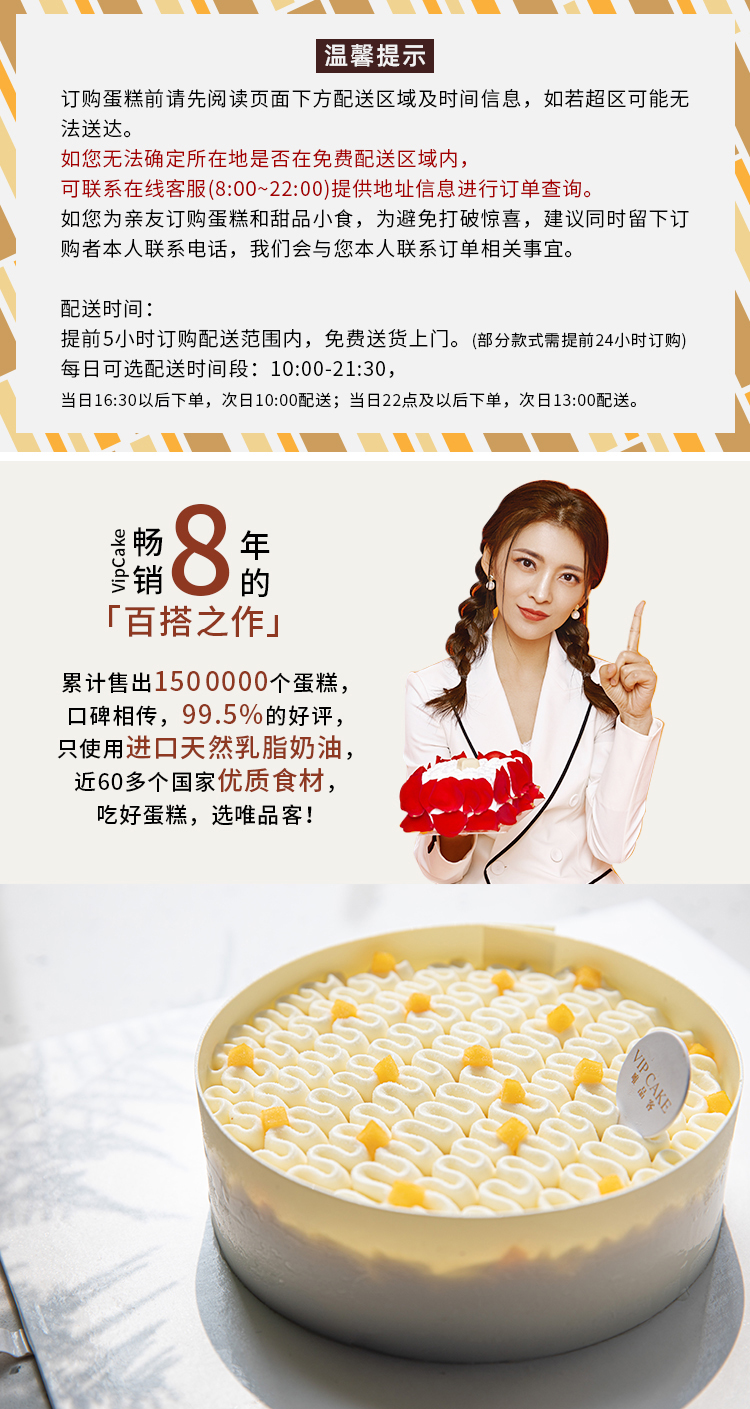 温馨提示
订购蛋糕前请先阅读页面下方配送区域及时间信息，如若超区可能无
法送达。
如您无法确定所在地是否在免费配送区域内，
可联系在线客服(8:00~22:00)提供地址信息进行订单查询。
如您为亲友订购蛋糕和甜品小食，为避免打破惊喜，建议同时留下订
购者本人联系电话，我们会与您本人联系订单相关事宜。
配送时间：
提前5小时订购配送范围内，免费送货上门。(部分款式需提前24小时订购)
每日可选配送时间段：10:00-21:30，
当日16:30以后下单，次日10:00配送；当日22点及以后下单，次日13:00配送。
VipCake
畅销8年的
「百搭之作」
累计售出1500000个蛋糕，
口碑相传，99.5%的好评，
只使用进口天然乳脂奶油，
近60多个国家优质食材，
吃好蛋糕，选唯品客！
VIP CAKE
唯品客